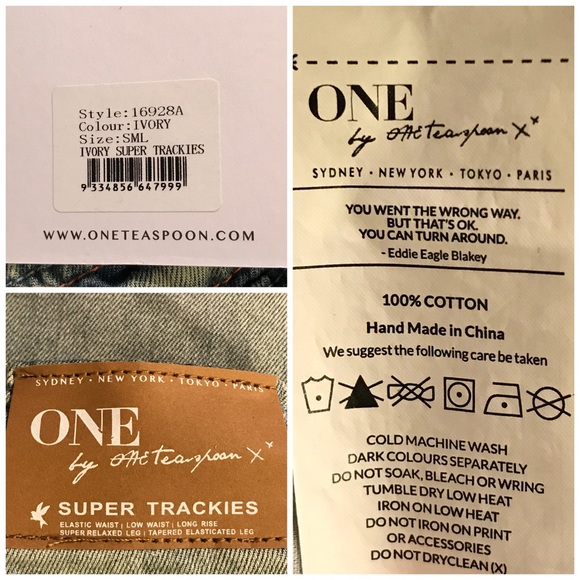 Style:16928A
Colour:IVORY
Size:SML
IVORY SUPER TRACKIES
9 334856 647999
WWW.ONETEASPOON.COM
SYDNEY • NEW YORK • TOKYO • PARIS
ONE
by One teaspoon X x
SUPER TRACKIES
ELASTIC WAIST | LOW WAIST | LONG RISE
SUPER RELAXED LEG | TAPERED ELASTICATED LEG
ONE
by One teaspoon X x
SYDNEY • NEW YORK • TOKYO • PARIS
YOU WENT THE WRONG WAY.
BUT THAT'S OK.
YOU CAN TURN AROUND.
- Eddie Eagle Blakey
100% COTTON
Hand Made in China
We suggest the following care be taken
COLD MACHINE WASH
DARK COLOURS SEPARATELY
DO NOT SOAK, BLEACH OR WRING
TUMBLE DRY LOW HEAT
IRON ON LOW HEAT
DO NOT IRON ON PRINT
OR ACCESSORIES
DO NOT DRYCLEAN (X)